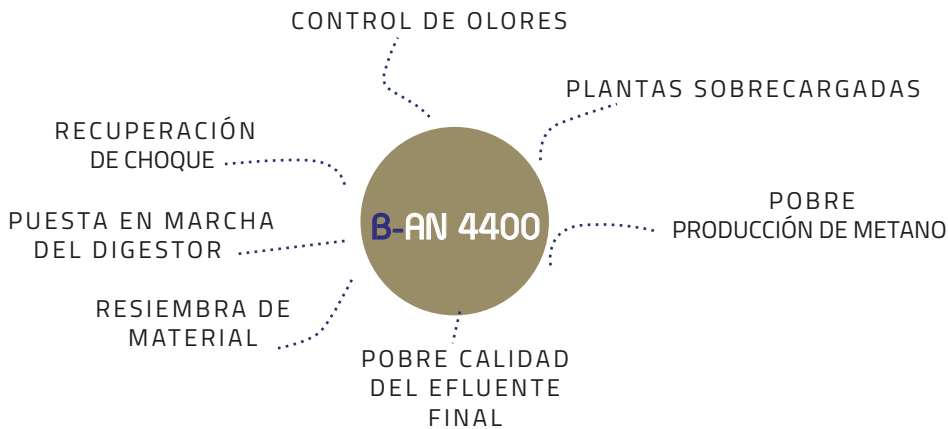 CONTROL DE OLORES
PLANTAS SOBRECARGADAS
RECUPERACIÓN
DE CHOQUE
POBRE
PRODUCCIÓN DE METANO
PUESTA EN MARCHA
DEL DIGESTOR
B-AN 4400
RESIEMBRA DE
MATERIAL
POBRE CALIDAD
DEL EFLUENTE
FINAL